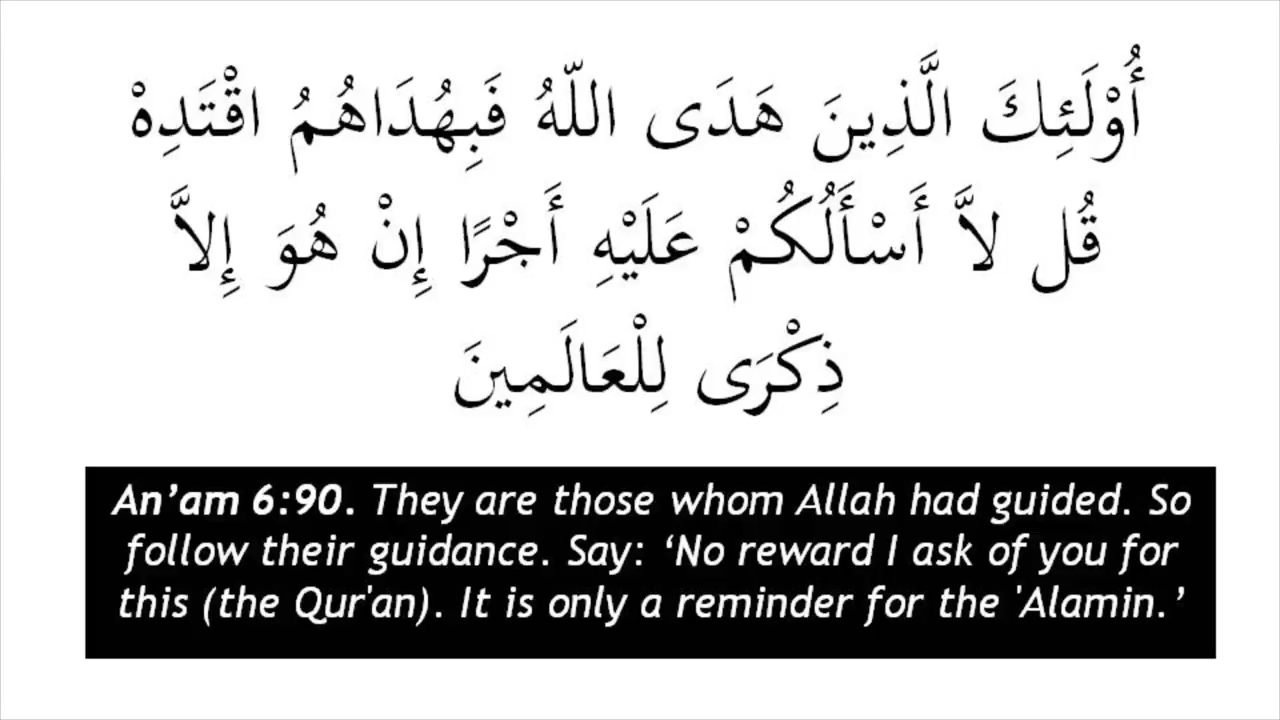 أُوْلَئِكَ الَّذِينَ هَدَى اللّهُ فَبِهُدَاهُمُ اقْتَدِهْ
قُل لاَّ أَسْأَلُكُمْ عَلَيْهِ أَجْرًا إِنْ هُوَ إِلاَّ
ذِكْرَى لِلْعَالَمِينَ
An’am 6:90. They are those whom Allah had guided. So
follow their guidance. Say: ‘No reward I ask of you for
this (the Qur'an). It is only a reminder for the 'Alamin.’